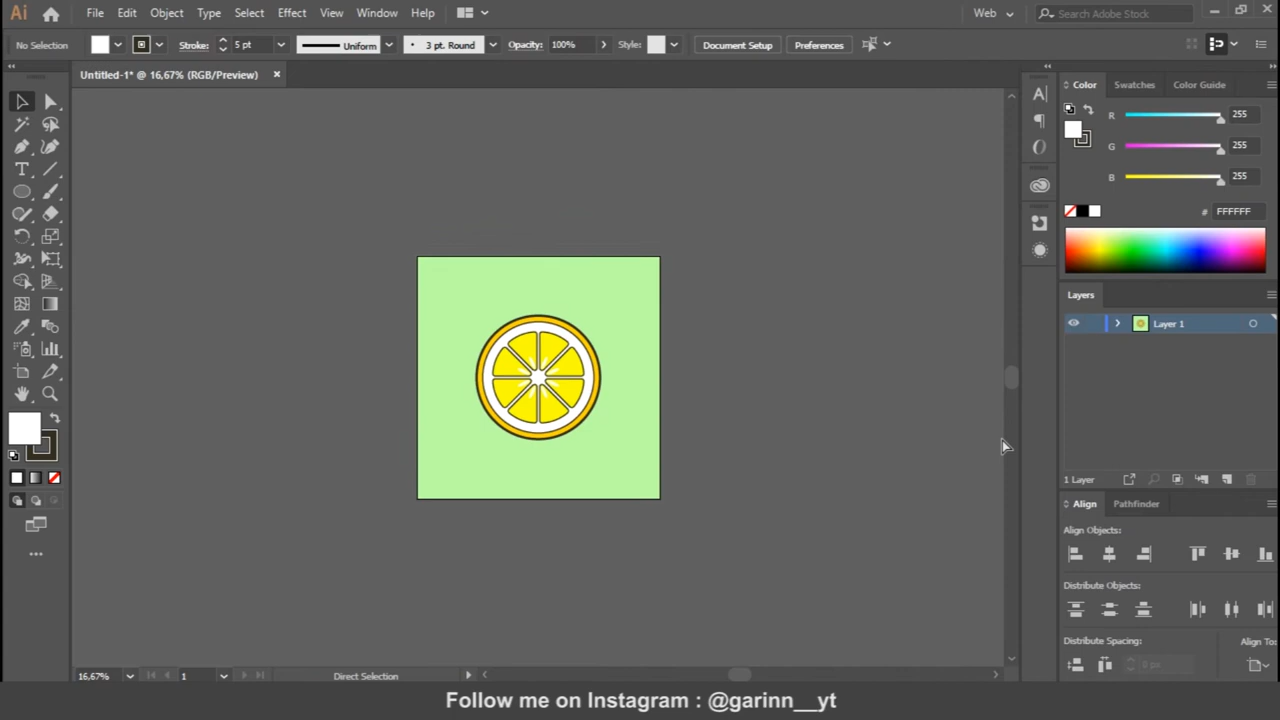 Ai File Edit Object Type Select Effect View Window Help Web Search Adobe Stock
No Selection Stroke: 5 pt Uniform 3 pt. Round Opacity: 100% Style: Document Setup Preferences
Untitled-1* @ 16,67% (RGB/Preview) ×
Color Swatches Color Guide
R 255
G 255
B 255
# FFFFFF
Layers
Layer 1
1 Layer
Align Pathfinder
Align Objects:
Distribute Objects:
Distribute Spacing: Align To:
0 px
16,67% 1 Direct Selection
Follow me on Instagram : @garinn__yt